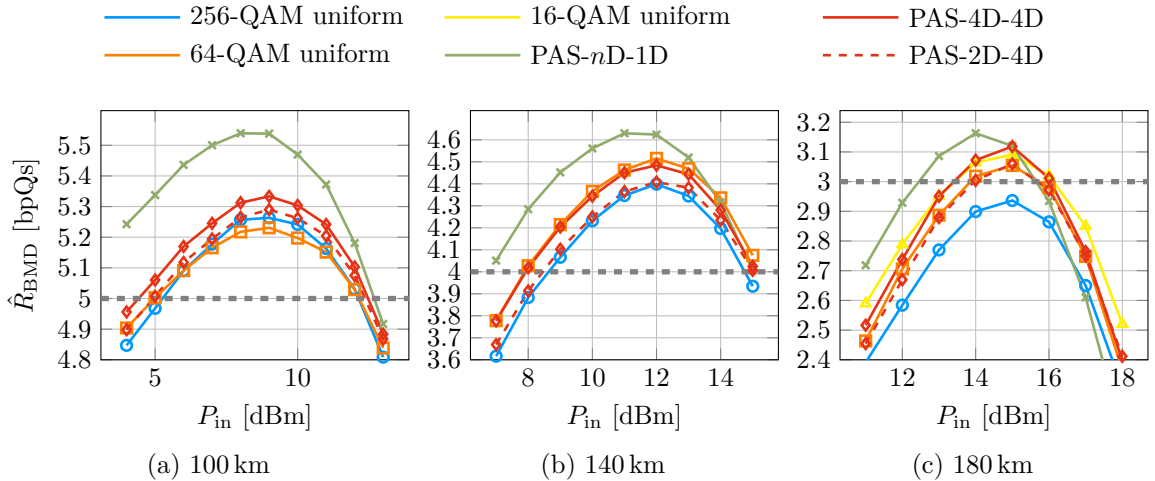 256-QAM uniform 16-QAM uniform PAS-4D-4D
64-QAM uniform PAS-nD-1D PAS-2D-4D
R̂BMD [bpQs]
5.5
5.4
5.3
5.2
5.1
5
4.9
4.8
5 10
Pin [dBm]
(a) 100 km
4.6
4.5
4.4
4.3
4.2
4.1
4
3.9
3.8
3.7
3.6
8 10 12 14
Pin [dBm]
(b) 140 km
3.2
3.1
3
2.9
2.8
2.7
2.6
2.5
2.4
12 14 16 18
Pin [dBm]
(c) 180 km